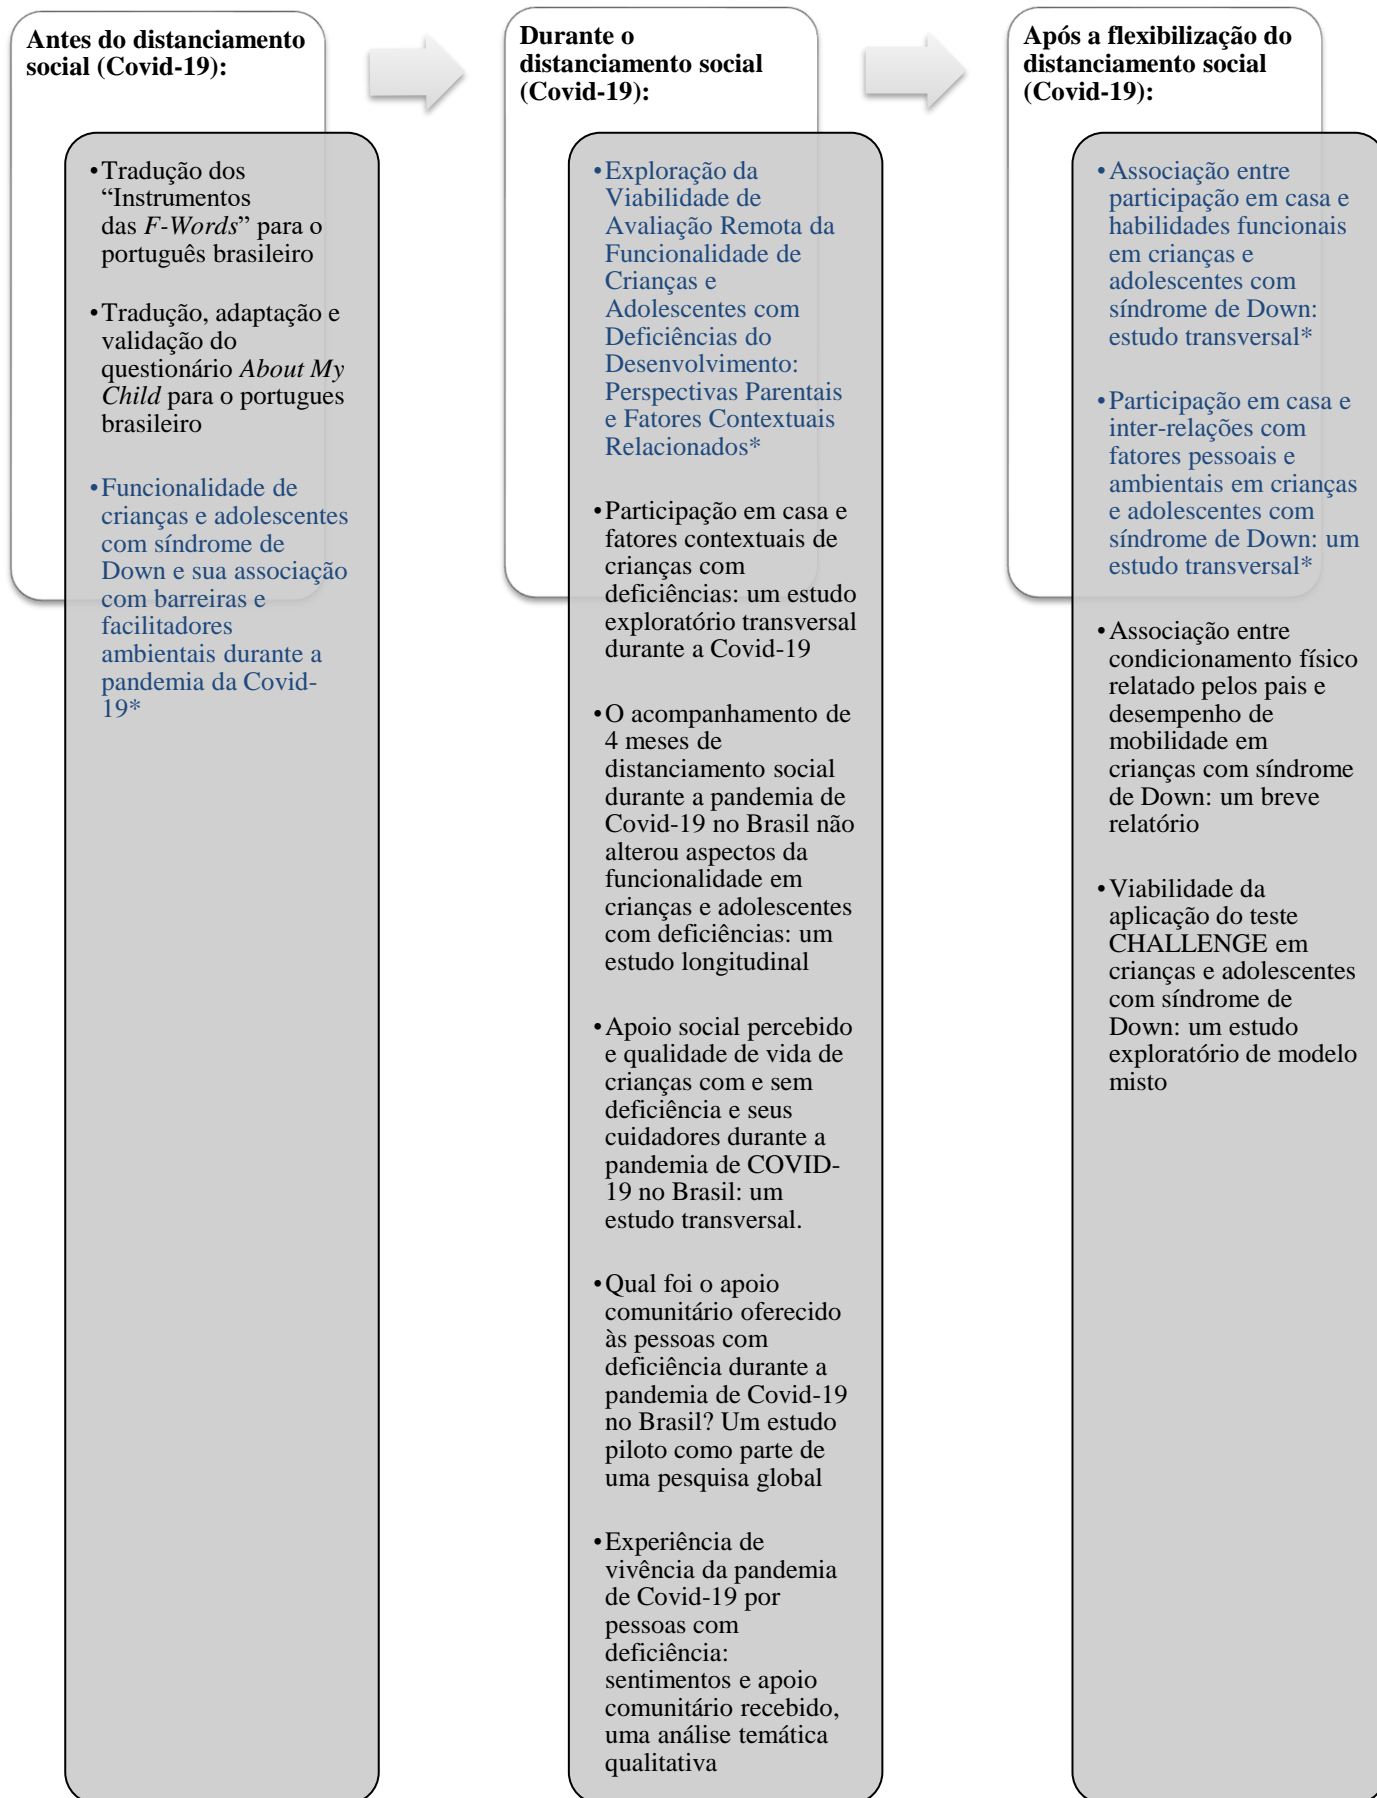 Antes do distanciamento
social (Covid-19):
•Tradução dos
“Instrumentos
das F-Words” para o
português brasileiro
•Tradução, adaptação e
validação do
questionário About My
Child para o portugues
brasileiro
•Funcionalidade de
crianças e adolescentes
com síndrome de
Down e sua associação
com barreiras e
facilitadores
ambientais durante a
pandemia da Covid-
19*
Durante o
distanciamento social
(Covid-19):
•Exploração da
Viabilidade de
Avaliação Remota da
Funcionalidade de
Crianças e
Adolescentes com
Deficiências do
Desenvolvimento:
Perspectivas Parentais
e Fatores Contextuais
Relacionados*
•Participação em casa e
fatores contextuais de
crianças com
deficiências: um estudo
exploratório transversal
durante a Covid-19
•O acompanhamento de
4 meses de
distanciamento social
durante a pandemia de
Covid-19 no Brasil não
alterou aspectos da
funcionalidade em
crianças e adolescentes
com deficiências: um
estudo longitudinal
•Apoio social percebido
e qualidade de vida de
crianças com e sem
deficiência e seus
cuidadores durante a
pandemia de COVID-
19 no Brasil: um
estudo transversal.
•Qual foi o apoio
comunitário oferecido
às pessoas com
deficiência durante a
pandemia de Covid-19
no Brasil? Um estudo
piloto como parte de
uma pesquisa global
•Experiência de
vivência da pandemia
de Covid-19 por
pessoas com
deficiência:
sentimentos e apoio
comunitário recebido,
uma análise temática
qualitativa
Após a flexibilização do
distanciamento social
(Covid-19):
•Associação entre
participação em casa e
habilidades funcionais
em crianças e
adolescentes com
síndrome de Down:
estudo transversal*
•Participação em casa e
inter-relações com
fatores pessoais e
ambientais em crianças
e adolescentes com
síndrome de Down: um
estudo transversal*
•Associação entre
condicionamento físico
relatado pelos pais e
desempenho de
mobilidade em
crianças com síndrome
de Down: um breve
relatório
•Viabilidade da
aplicação do teste
CHALLENGE em
crianças e adolescentes
com síndrome de
Down: um estudo
exploratório de modelo
misto